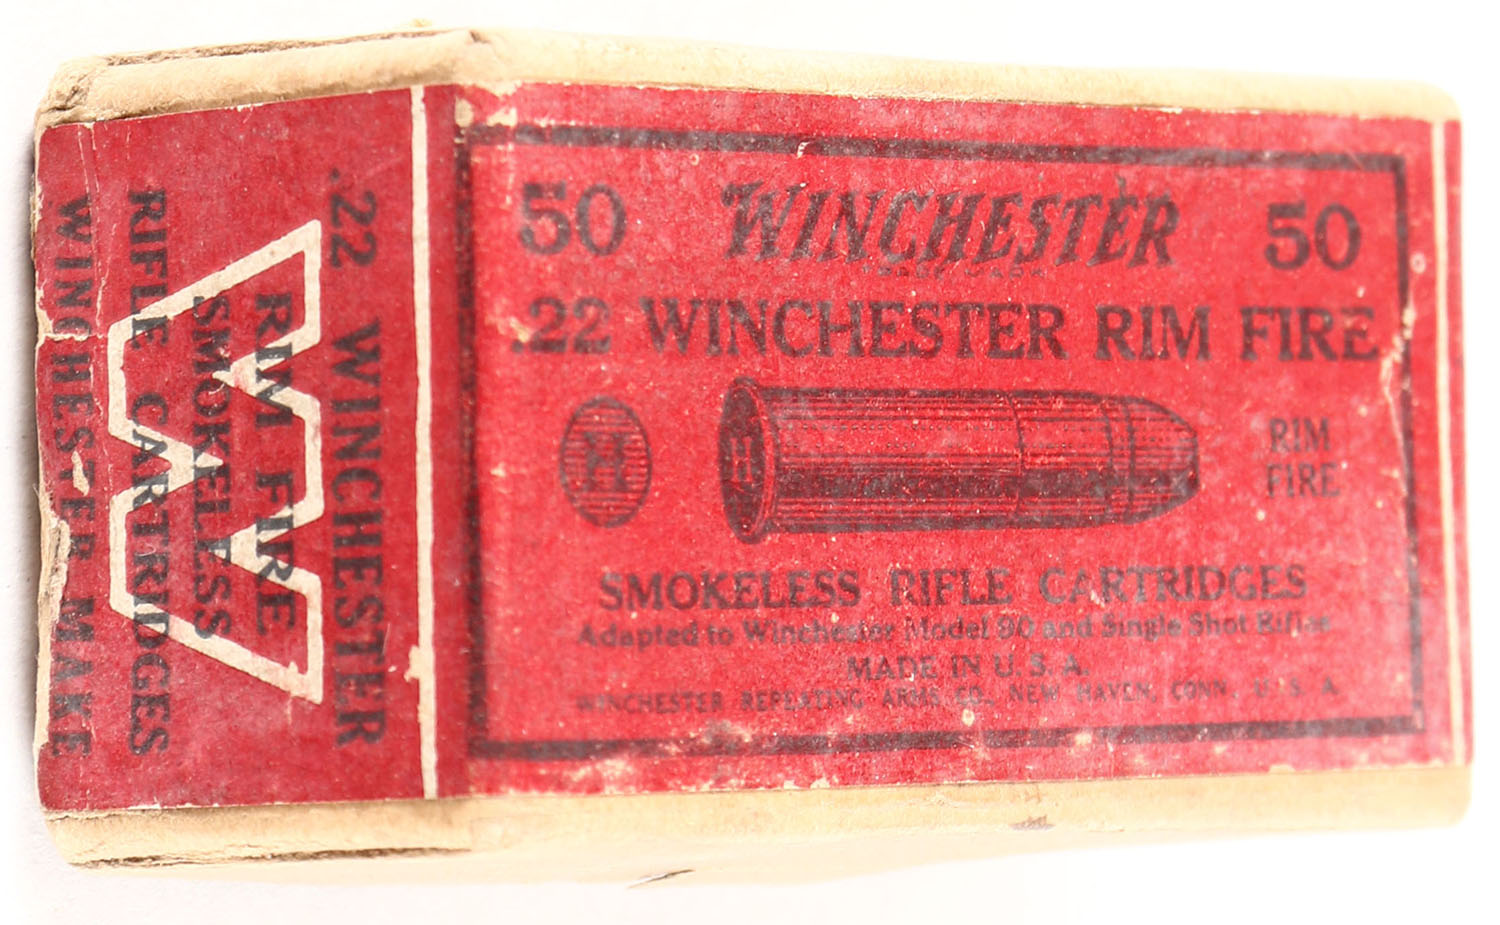 50 WINCHESTER 50
TRADE MARK
.22 WINCHESTER RIM FIRE
H
H
RIM
FIRE
SMOKELESS RIFLE CARTRIDGES
Adapted to Winchester Model 90 and Single Shot Rifles
MADE IN U.S.A.
WINCHESTER REPEATING ARMS CO., NEW HAVEN, CONN., U.S.A.
.22 WINCHESTER
RIM FIRE
SMOKELESS
RIFLE CARTRIDGES
WINCHESTER MAKE
W